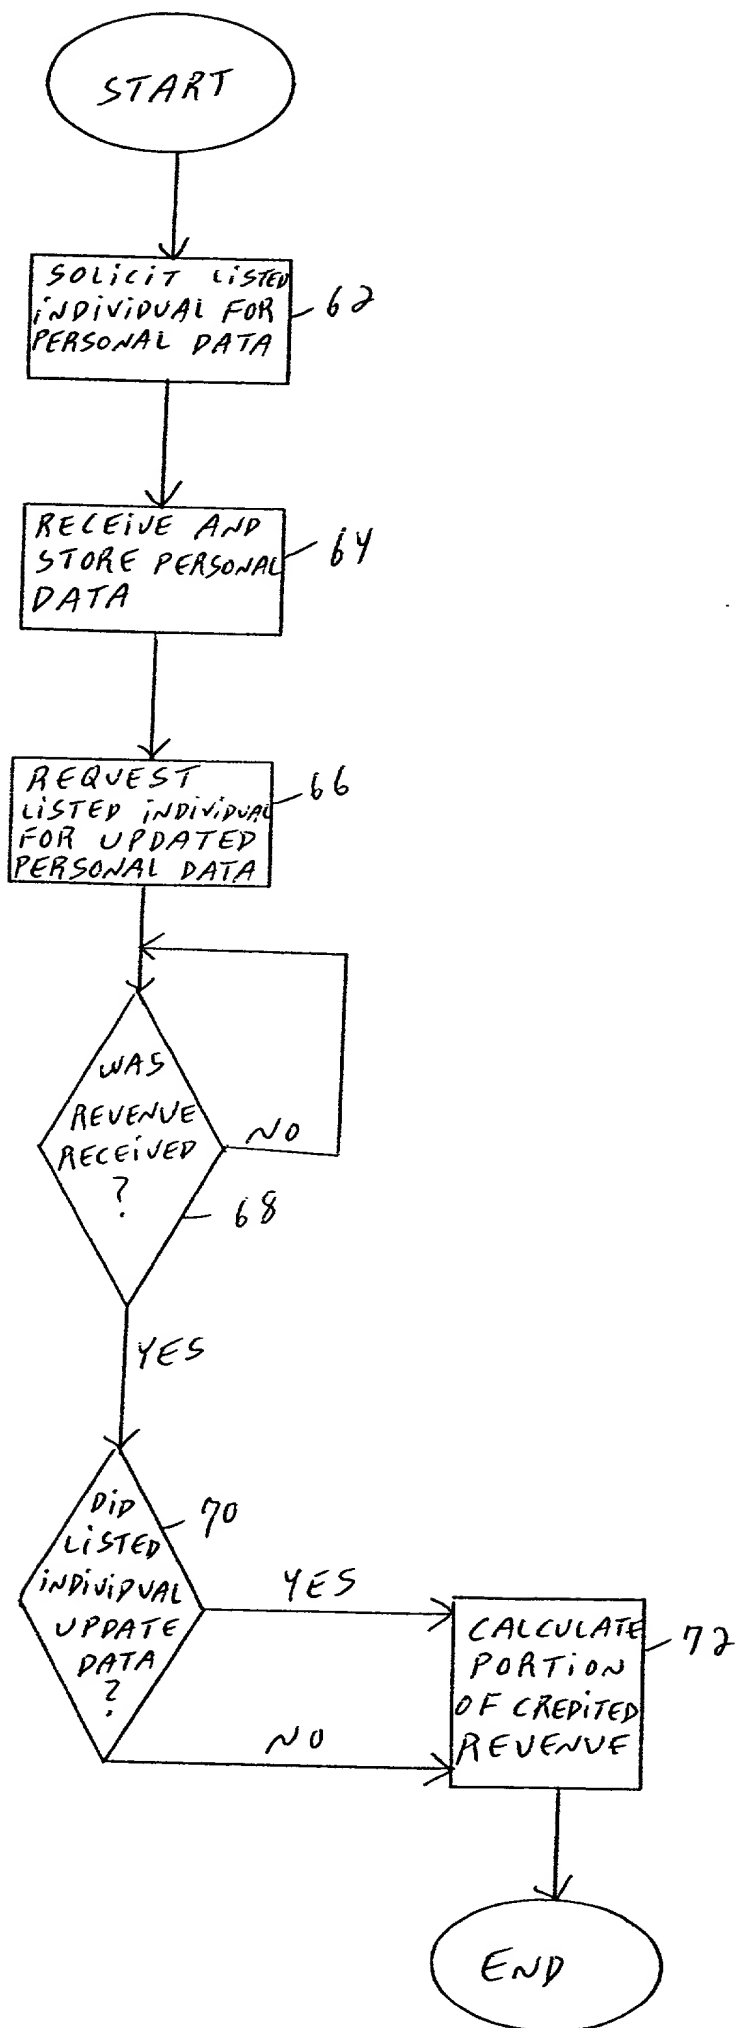 START
SOLICIT LISTED
INDIVIDUAL FOR
PERSONAL DATA
62
RECEIVE AND
STORE PERSONAL
DATA
64
REQUEST
LISTED INDIVIDUAL
FOR UPDATED
PERSONAL DATA
66
WAS
REVENUE
RECEIVED
?
NO
68
YES
DID
LISTED
INDIVIDUAL
UPDATE
DATA
?
70
YES
NO
CALCULATE
PORTION
OF CREDITED
REVENUE
72
END